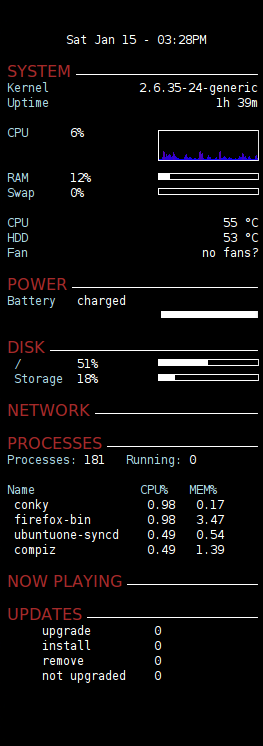 Sat Jan 15 - 03:28PM
SYSTEM
Kernel 2.6.35-24-generic
Uptime 1h 39m
CPU 6%
RAM 12%
Swap 0%
CPU 55 °C
HDD 53 °C
Fan no fans?
POWER
Battery charged
DISK
/ 51%
Storage 18%
NETWORK
PROCESSES
Processes: 181 Running: 0
Name CPU% MEM%
conky 0.98 0.17
firefox-bin 0.98 3.47
ubuntuone-syncd 0.49 0.54
compiz 0.49 1.39
NOW PLAYING
UPDATES
upgrade 0
install 0
remove 0
not upgraded 0